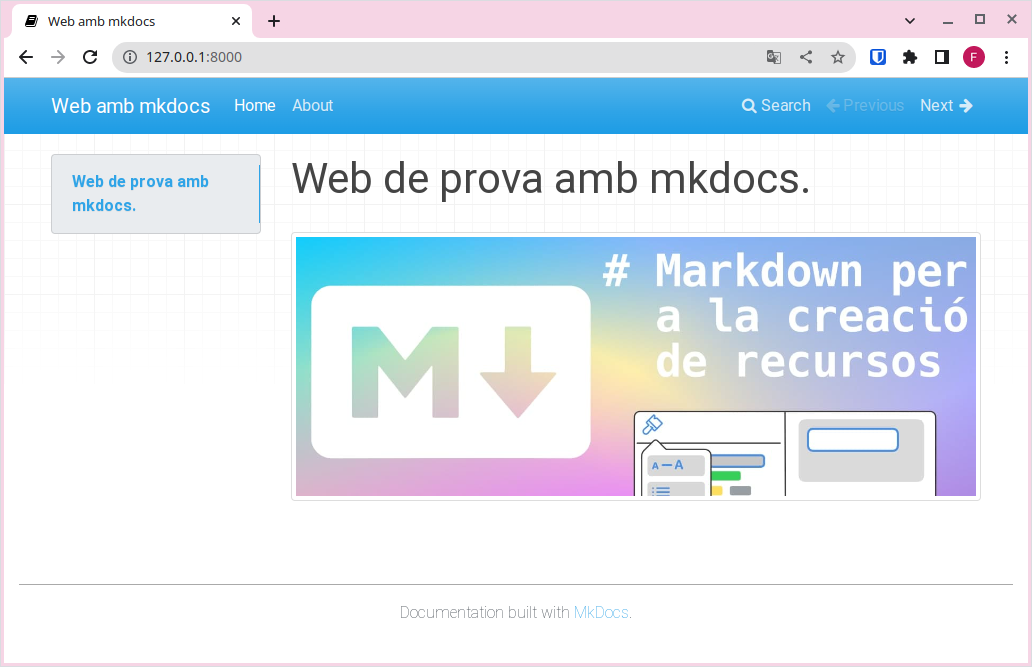 Web amb mkdocs
127.0.0.1:8000
F
Web amb mkdocs Home About Search Previous Next
Web de prova amb
mkdocs.
Web de prova amb mkdocs.
# Markdown per
a la creació
de recursos
M
A A
Documentation built with MkDocs.